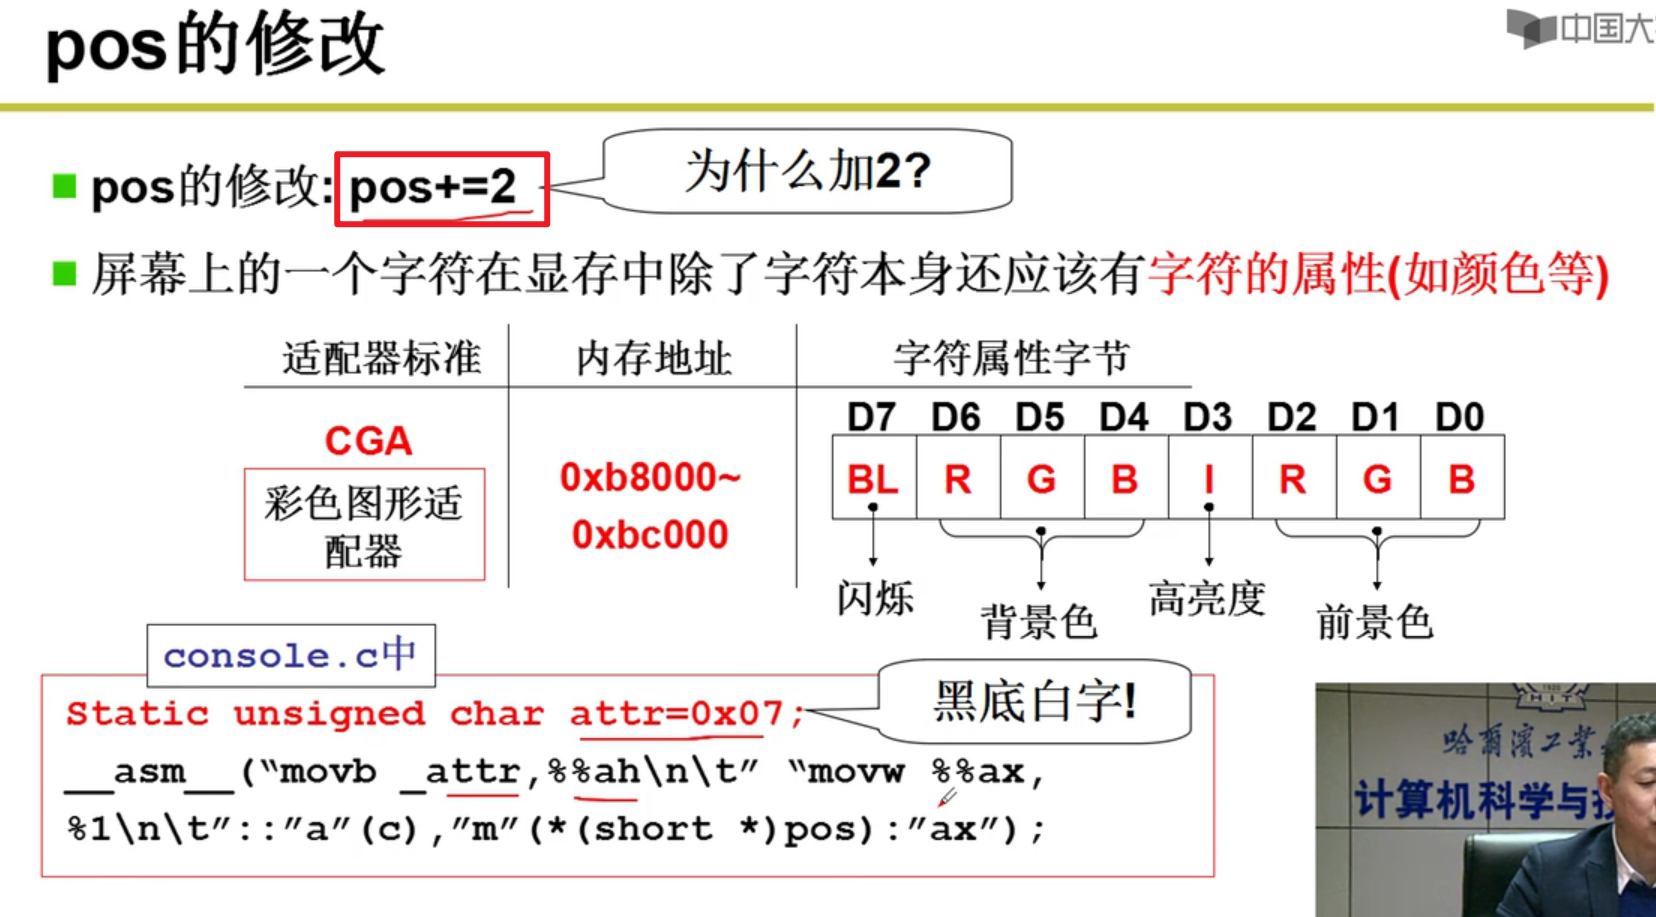 pos的修改
中国大
pos的修改: pos+=2
为什么加2?
屏幕上的一个字符在显存中除了字符本身还应该有字符的属性(如颜色等)
适配器标准 内存地址 字符属性字节
D7 D6 D5 D4 D3 D2 D1 D0
CGA
BL R G B I R G B
彩色图形适
配器
0xb8000~
0xbc000
闪烁 背景色 高亮度 前景色
console.c中
Static unsigned char attr=0x07;
黑底白字!
__asm__(“movb _attr,%%ah\n\t” “movw %%ax,
%1\n\t”::”a”(c),”m”(*(short *)pos):”ax”);
1920
HIT
哈爾濱工業
计算机科学与技